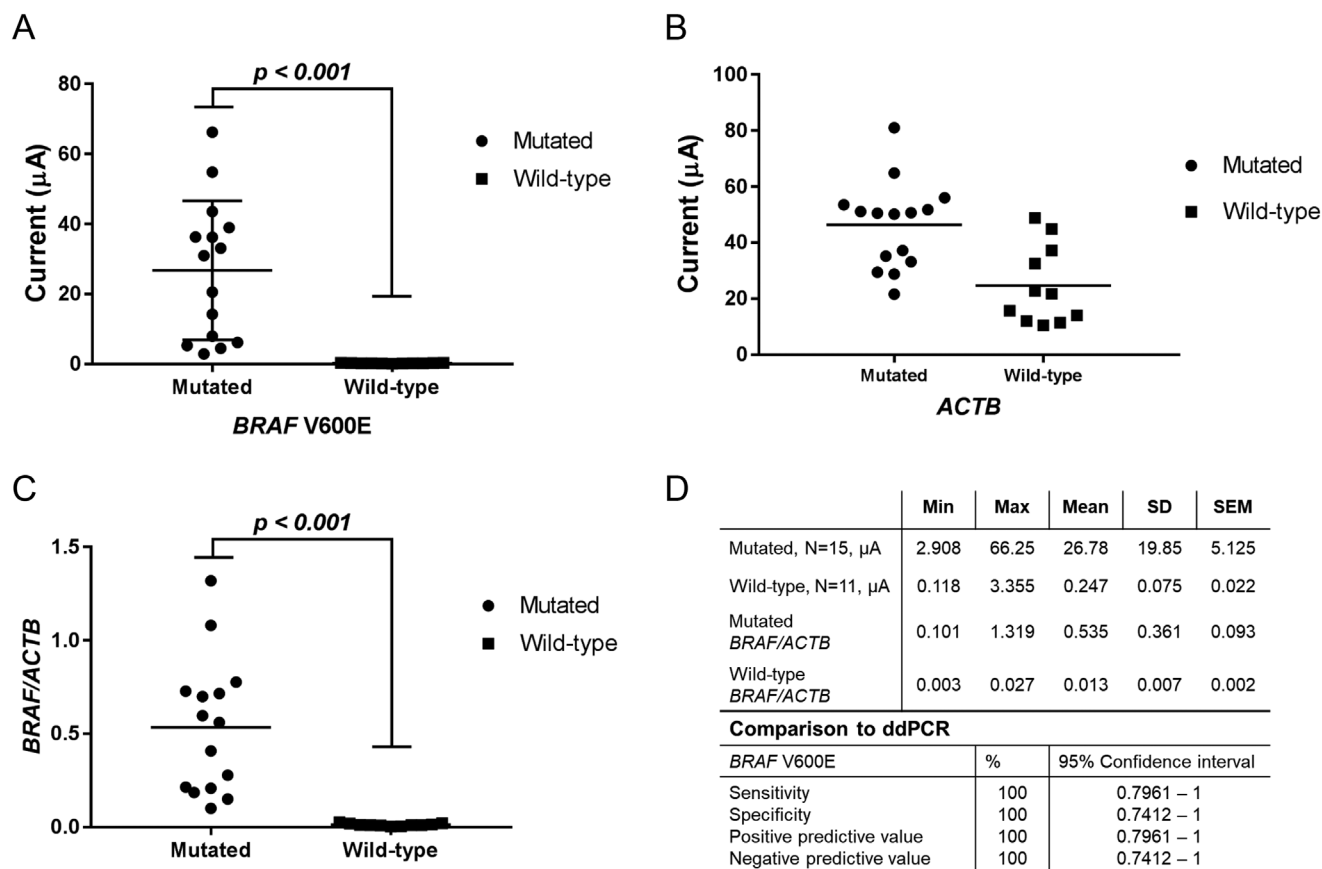 A
p < 0.001
80
60
40
20
0
Current (μA)
Mutated
Wild-type
Mutated
Wild-type
BRAF V600E
B
100
80
60
40
20
0
Current (μA)
Mutated
Wild-type
Mutated
Wild-type
ACTB
C
p < 0.001
1.5
1.0
0.5
0.0
BRAF/ACTB
Mutated
Wild-type
Mutated
Wild-type
D
Min Max Mean SD SEM
Mutated, N=15, μA 2.908 66.25 26.78 19.85 5.125
Wild-type, N=11, μA 0.118 3.355 0.247 0.075 0.022
Mutated
BRAF/ACTB 0.101 1.319 0.535 0.361 0.093
Wild-type
BRAF/ACTB 0.003 0.027 0.013 0.007 0.002
Comparison to ddPCR
BRAF V600E % 95% Confidence interval
Sensitivity 100 0.7961 – 1
Specificity 100 0.7412 – 1
Positive predictive value 100 0.7961 – 1
Negative predictive value 100 0.7412 – 1